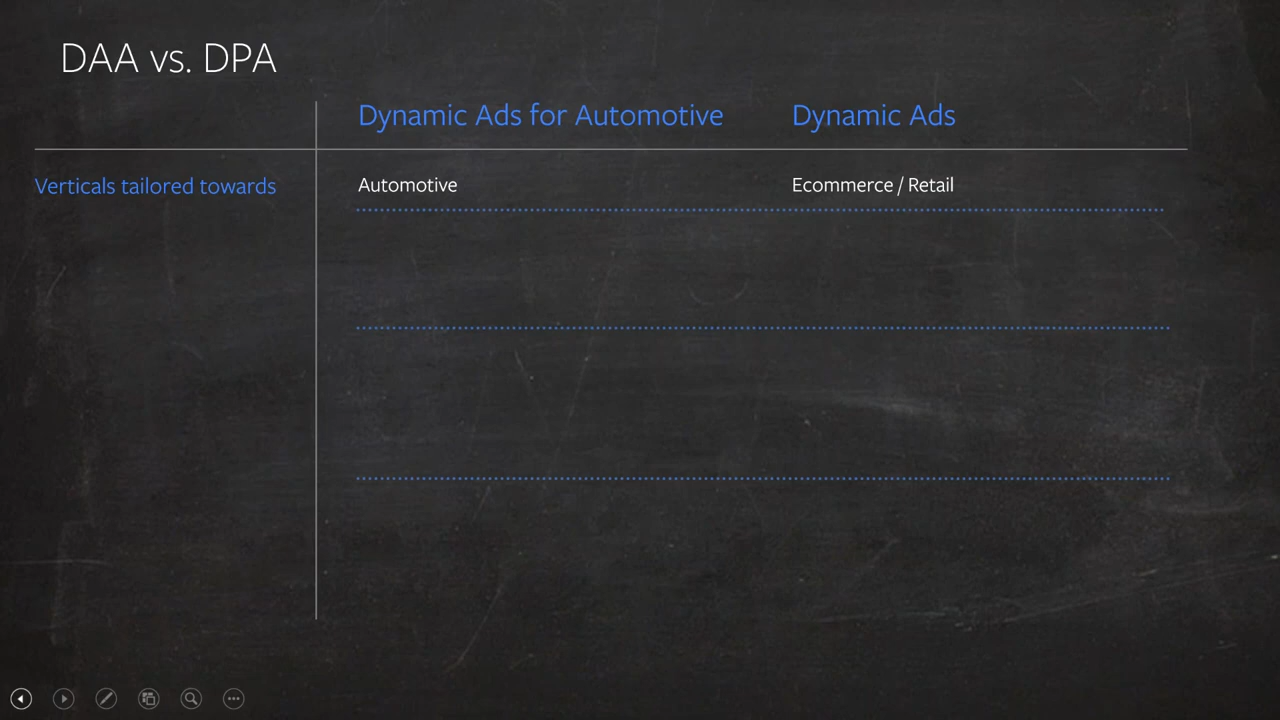 DAA vs. DPA
Dynamic Ads for Automotive
Dynamic Ads
Verticals tailored towards
Automotive
Ecommerce / Retail